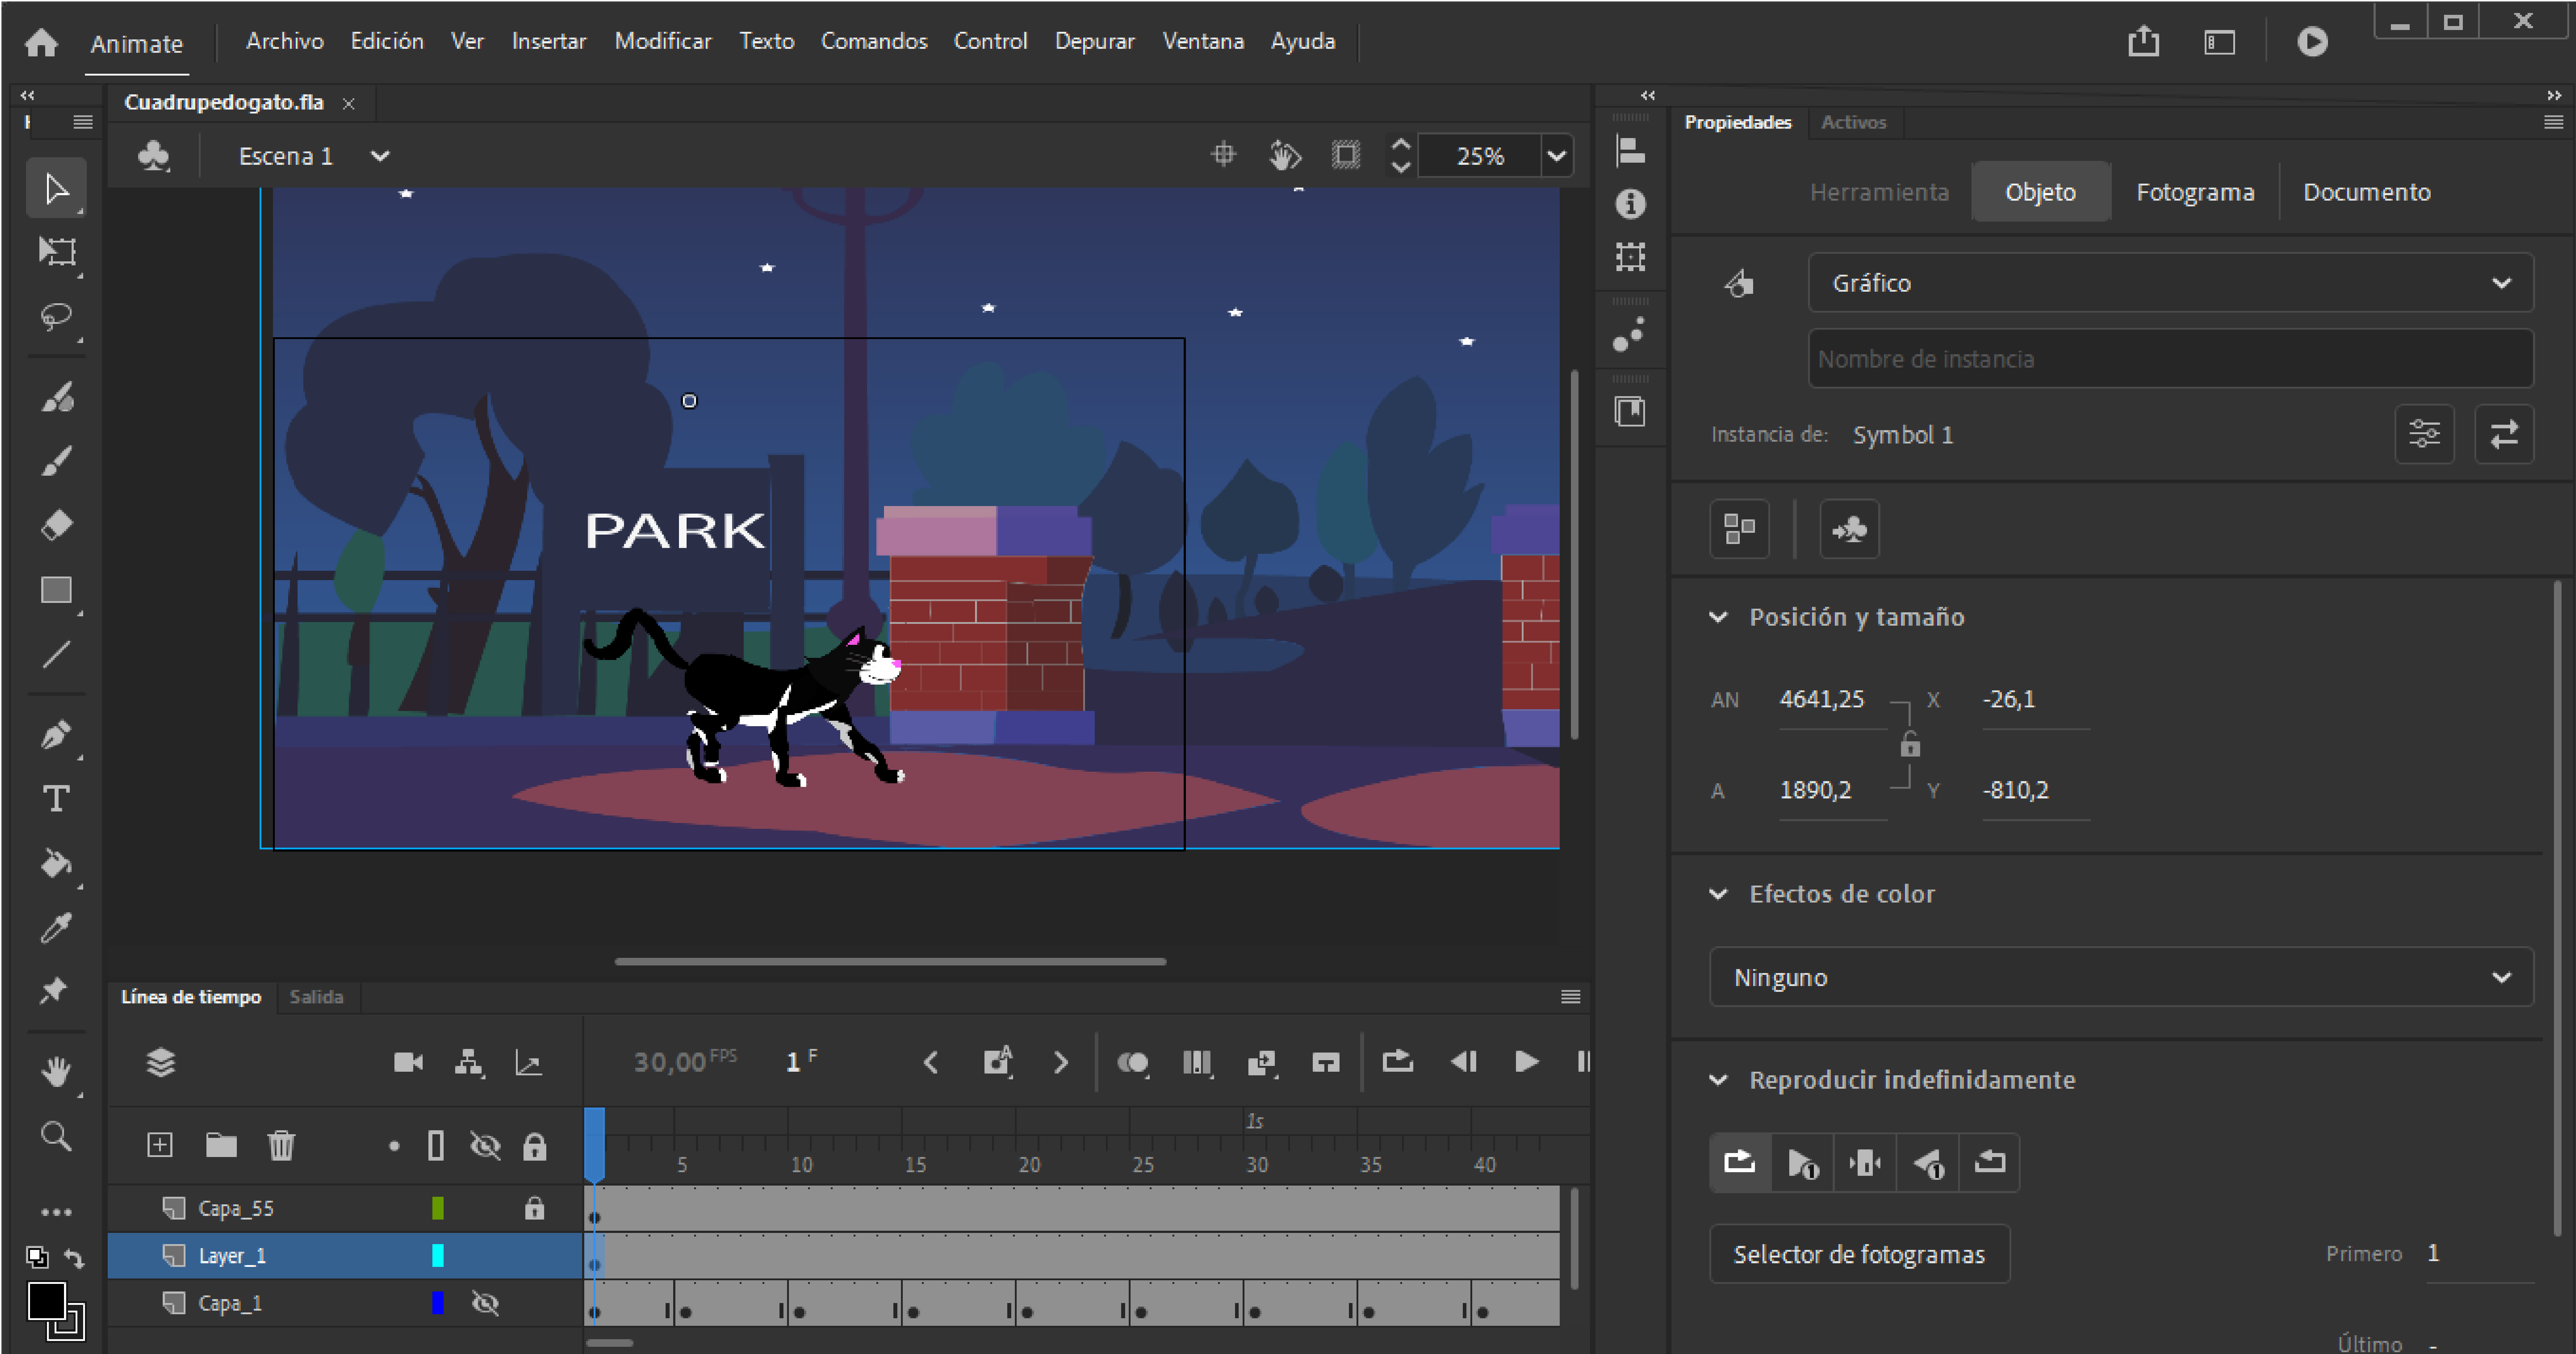 Animate Archivo Edición Ver Insertar Modificar Texto Comandos Control Depurar Ventana Ayuda
Cuadrupedogato.fla
Escena 1 25%
PARK
Propiedades Activos
Herramienta Objeto Fotograma Documento
Gráfico
Nombre de instancia
Instancia de: Symbol 1
Posición y tamaño
AN 4641,25 X -26,1
A 1890,2 Y -810,2
Efectos de color
Ninguno
Reproducir indefinidamente
Selector de fotogramas Primero 1
Último -
Línea de tiempo Salida
30,00 FPS 1 F
1s
5 10 15 20 25 30 35 40
Capa_55
Layer_1
Capa_1